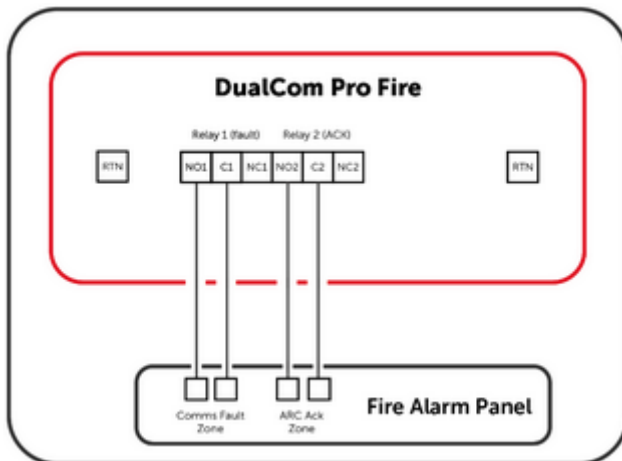 DualCom Pro Fire
Relay 1 (fault) Relay 2 (ACK)
RTN NO1 C1 NC1 NO2 C2 NC2 RTN
Comms Fault Zone
ARC Ack Zone
Fire Alarm Panel